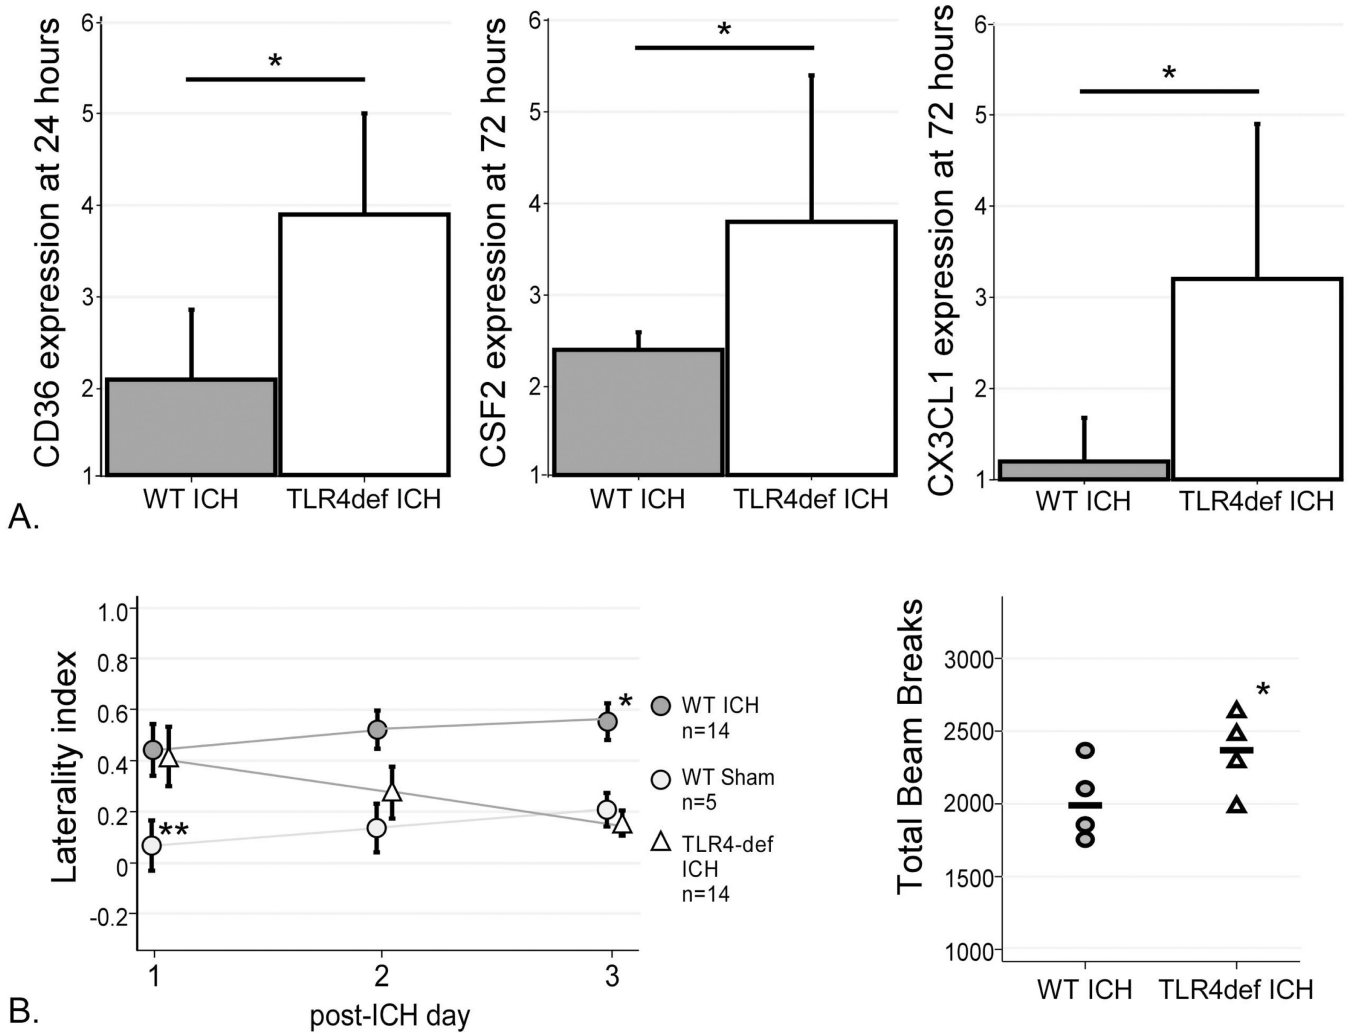 CD36 expression at 24 hours
6
5
4
3
2
1
*
WT ICH
TLR4def ICH
CSF2 expression at 72 hours
6
5
4
3
2
1
*
WT ICH
TLR4def ICH
CX3CL1 expression at 72 hours
6
5
4
3
2
1
*
WT ICH
TLR4def ICH
A.
Laterality index
1.0
0.8
0.6
0.4
0.2
0
-0.2
**
*
1
2
3
post-ICH day
WT ICH
n=14
WT Sham
n=5
TLR4-def
ICH
n=14
Total Beam Breaks
3000
2500
2000
1500
1000
*
WT ICH
TLR4def ICH
B.